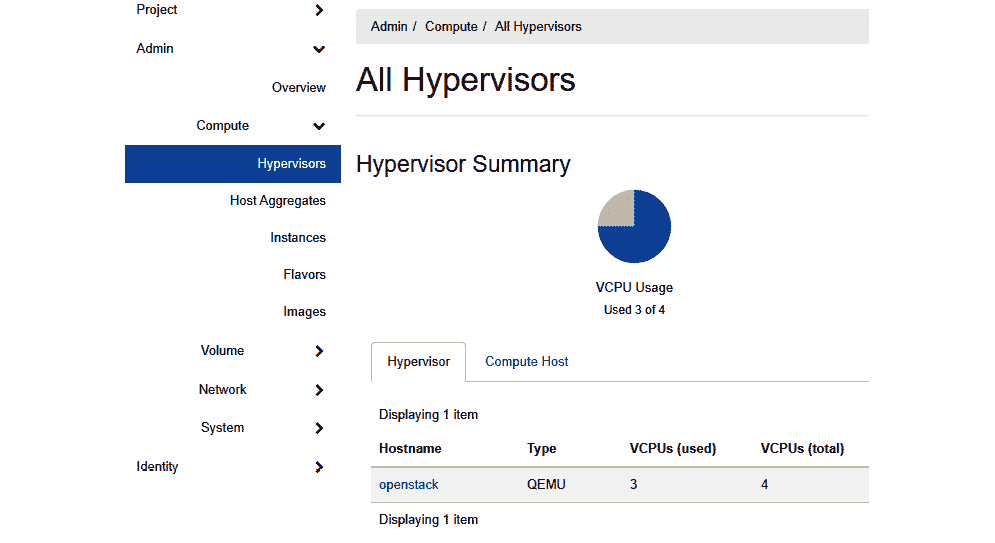 Project
Admin
Overview
Compute
Hypervisors
Host Aggregates
Instances
Flavors
Images
Volume
Network
System
Identity
Admin / Compute / All Hypervisors
All Hypervisors
Hypervisor Summary
VCPU Usage
Used 3 of 4
Hypervisor Compute Host
Displaying 1 item
Hostname Type VCPUs (used) VCPUs (total)
openstack QEMU 3 4
Displaying 1 item